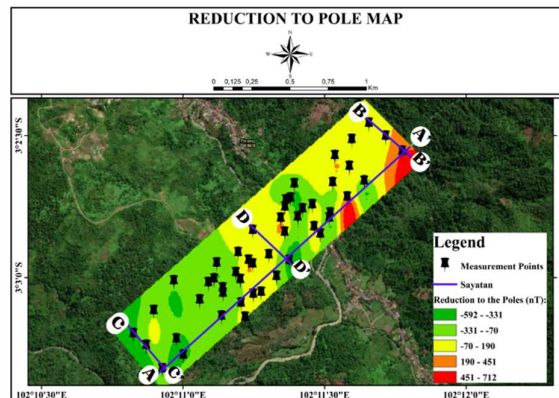 REDUCTION TO POLE MAP
N
W
E
S
0 0,125 0,25 0,5 0,75 1
Km
3°2'30"S
3°3'0"S
B
A'
B'
D
D'
C
A
C'
Legend
Measurement Points
Sayatan
Reduction to the Poles (nT):
-592 - -331
-331 - -70
-70 - 190
190 - 451
451 - 712
102°10'30"E 102°11'0"E 102°11'30"E 102°12'0"E